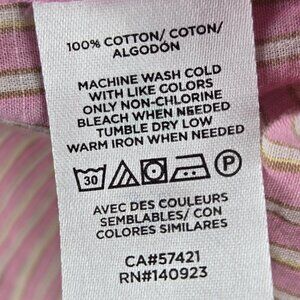 100% COTTON/ COTON/
ALGODÓN
MACHINE WASH COLD
WITH LIKE COLORS
ONLY NON-CHLORINE
BLEACH WHEN NEEDED
TUMBLE DRY LOW
WARM IRON WHEN NEEDED
30 P
AVEC DES COULEURS
SEMBLABLES/ CON
COLORES SIMILARES
CA#57421
RN#140923